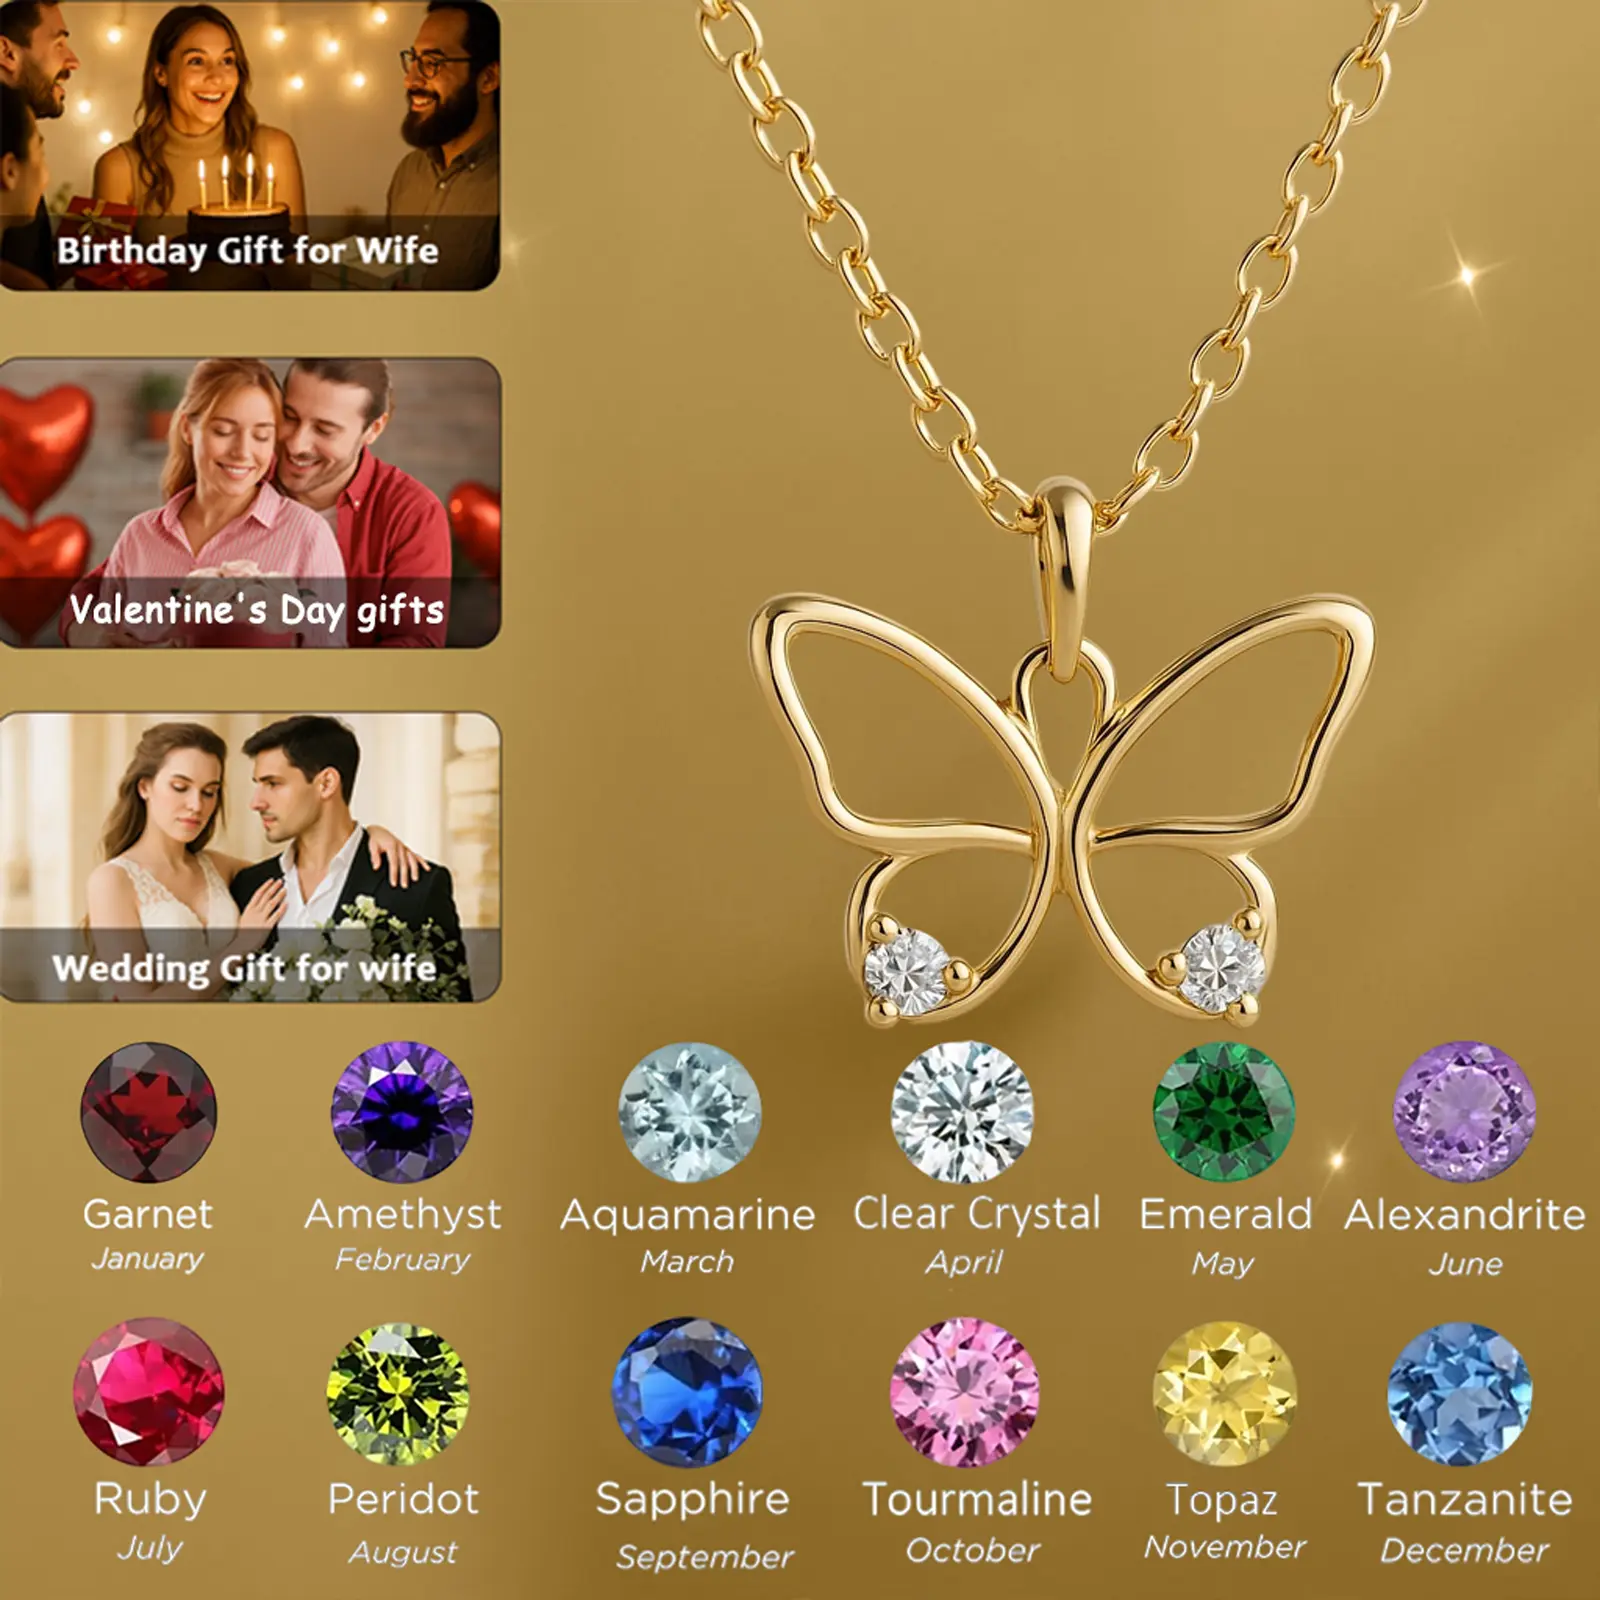 Birthday Gift for Wife
Valentine's Day gifts
Wedding Gift for wife
Garnet
January
Amethyst
February
Aquamarine
March
Clear Crystal
April
Emerald
May
Alexandrite
June
Ruby
July
Peridot
August
Sapphire
September
Tourmaline
October
Topaz
November
Tanzanite
December